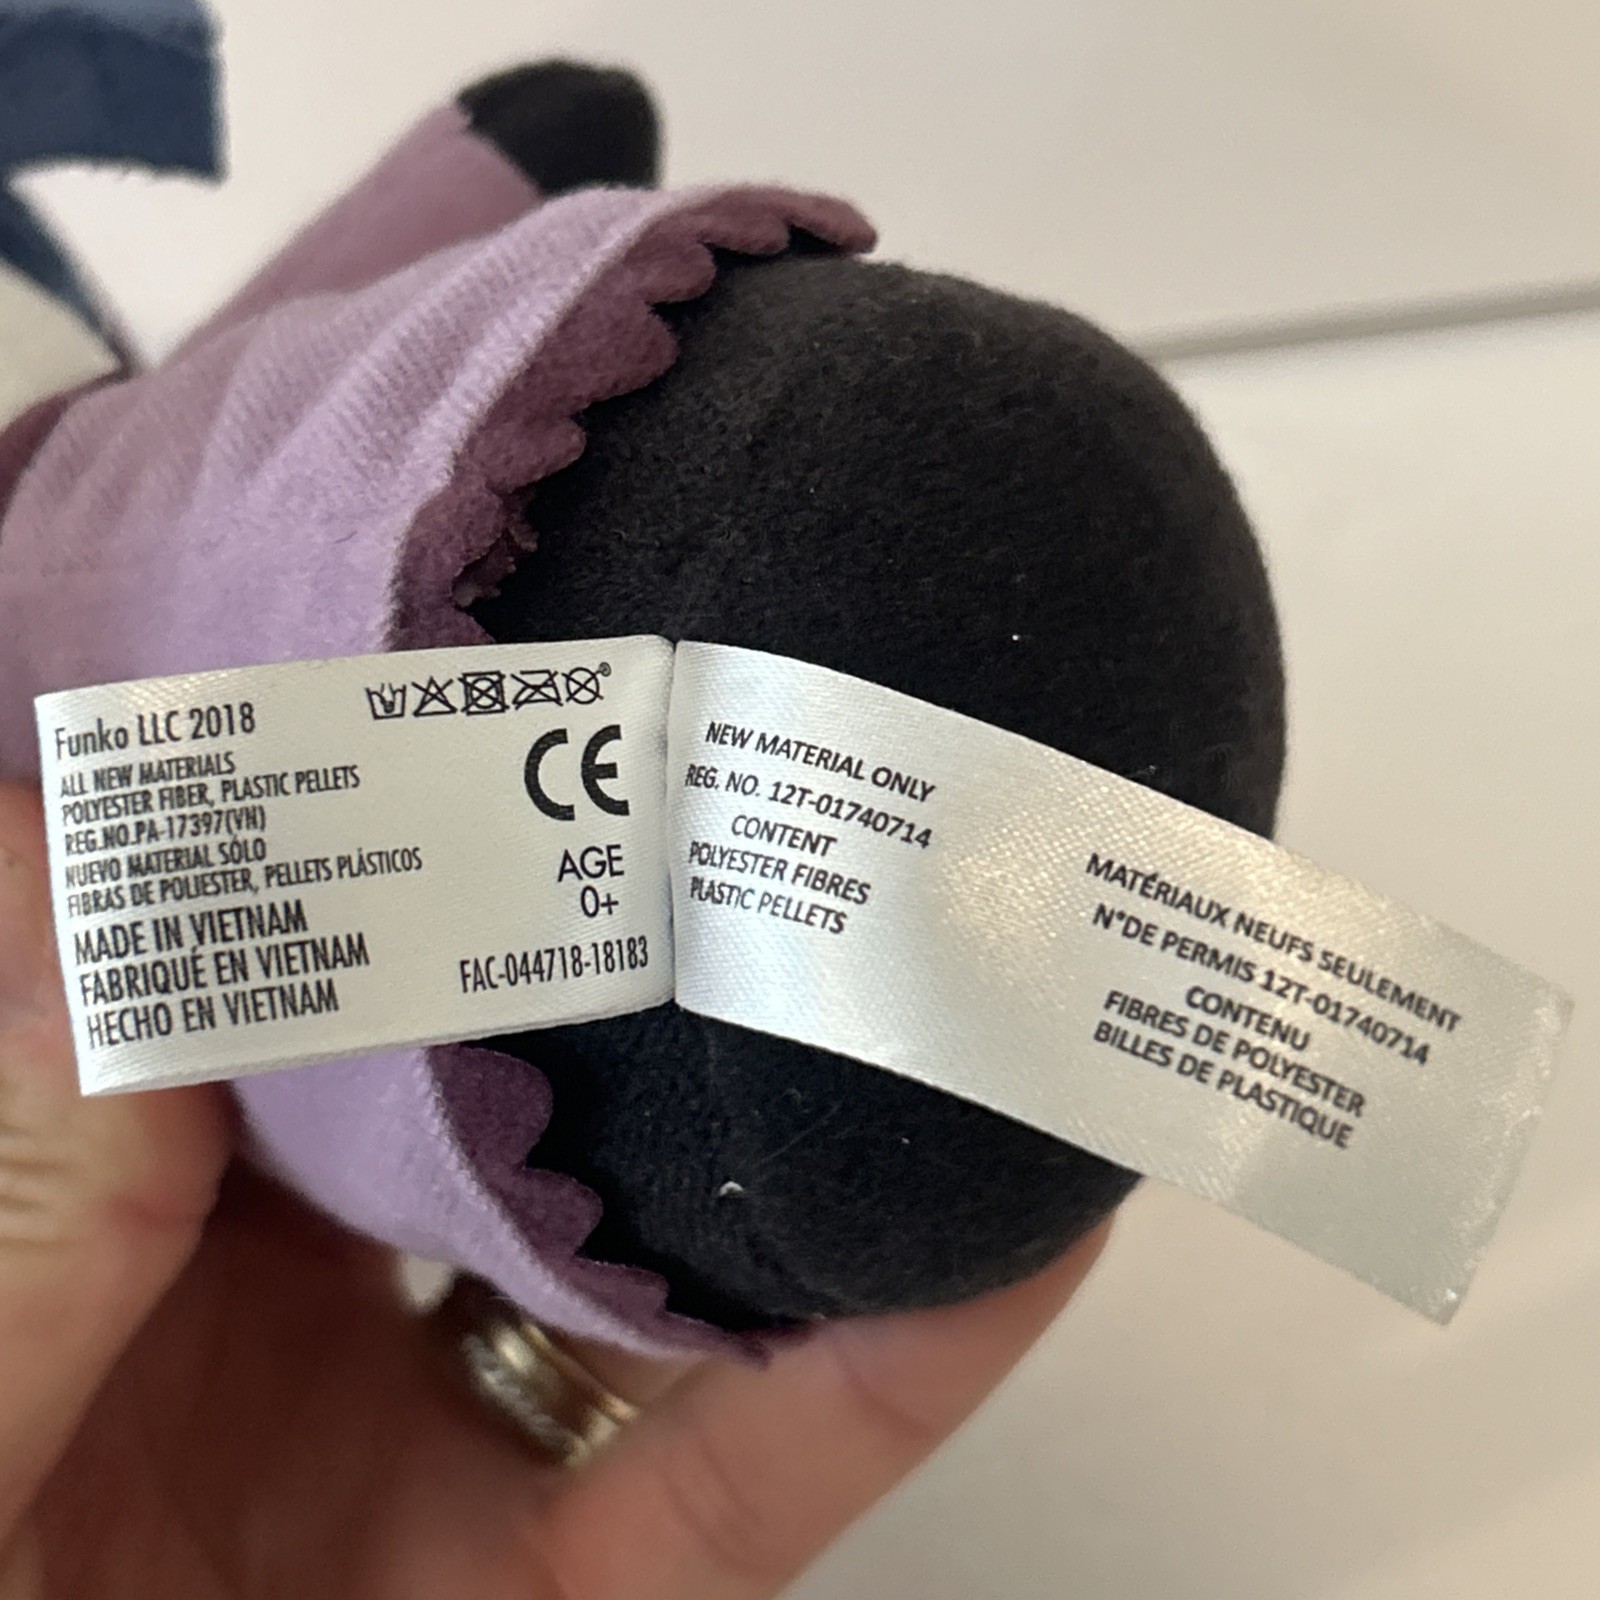 Funko LLC 2018
ALL NEW MATERIALS
POLYESTER FIBER, PLASTIC PELLETS
REG.NO.PA-17397(VN)
NUEVO MATERIAL SÓLO
FIBRAS DE POLIESTER, PELLETS PLÁSTICOS
MADE IN VIETNAM
FABRIQUÉ EN VIETNAM
HECHO EN VIETNAM
CE
AGE
0+
FAC-044718-18183
NEW MATERIAL ONLY
REG. NO. 12T-01740714
CONTENT
POLYESTER FIBRES
PLASTIC PELLETS
MATÉRIAUX NEUFS SEULEMENT
N°DE PERMIS 12T-01740714
CONTENU
FIBRES DE POLYESTER
BILLES DE PLASTIQUE